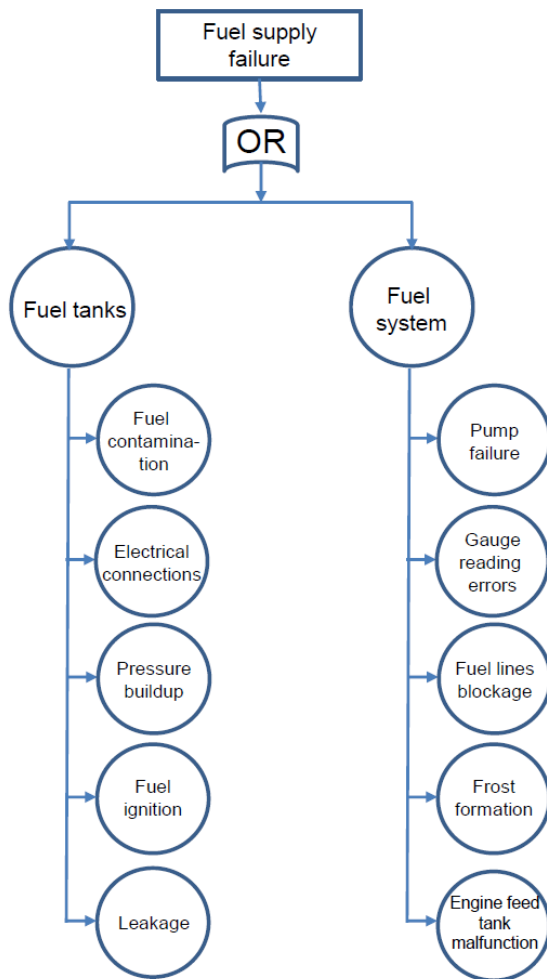 Fuel supply
failure
OR
Fuel tanks
Fuel
system
Fuel
contamina-
tion
Electrical
connections
Pressure
buildup
Fuel
ignition
Leakage
Pump
failure
Gauge
reading
errors
Fuel lines
blockage
Frost
formation
Engine feed
tank
malfunction